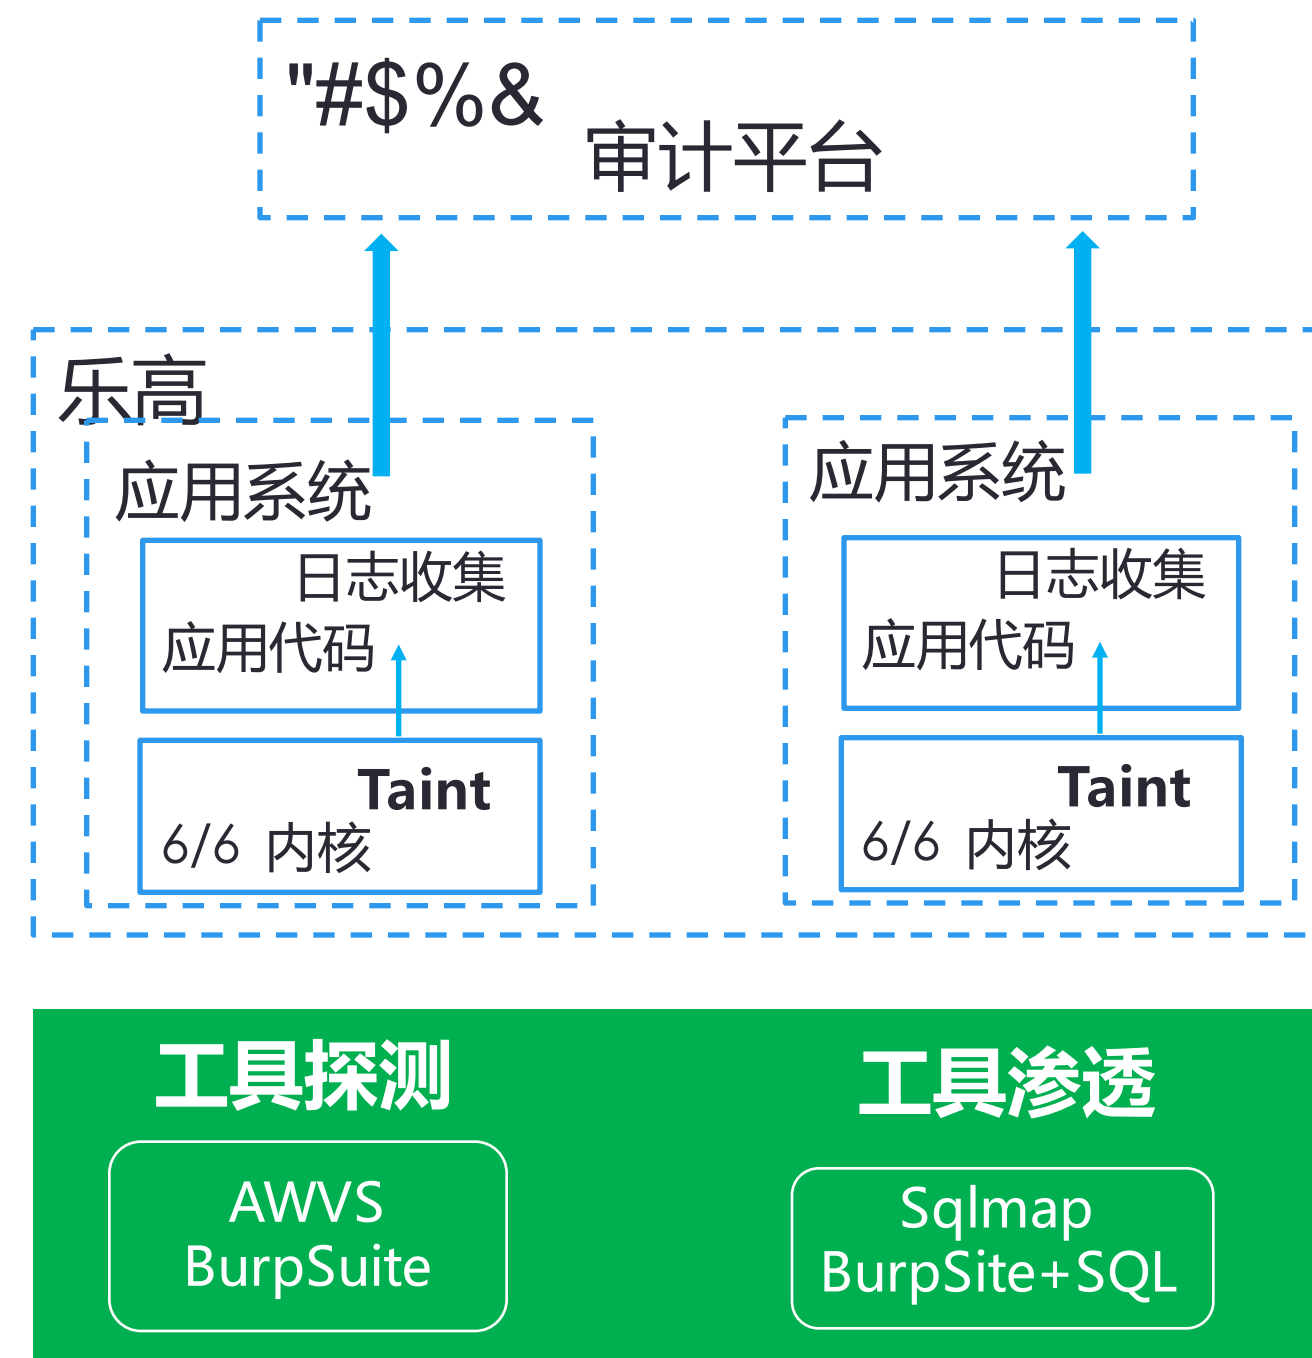 "#$%&
审计平台
乐高
应用系统
日志收集
应用代码
Taint
6/6 内核
应用系统
日志收集
应用代码
Taint
6/6 内核
工具探测
AWVS
BurpSuite
工具渗透
Sqlmap
BurpSite+SQL